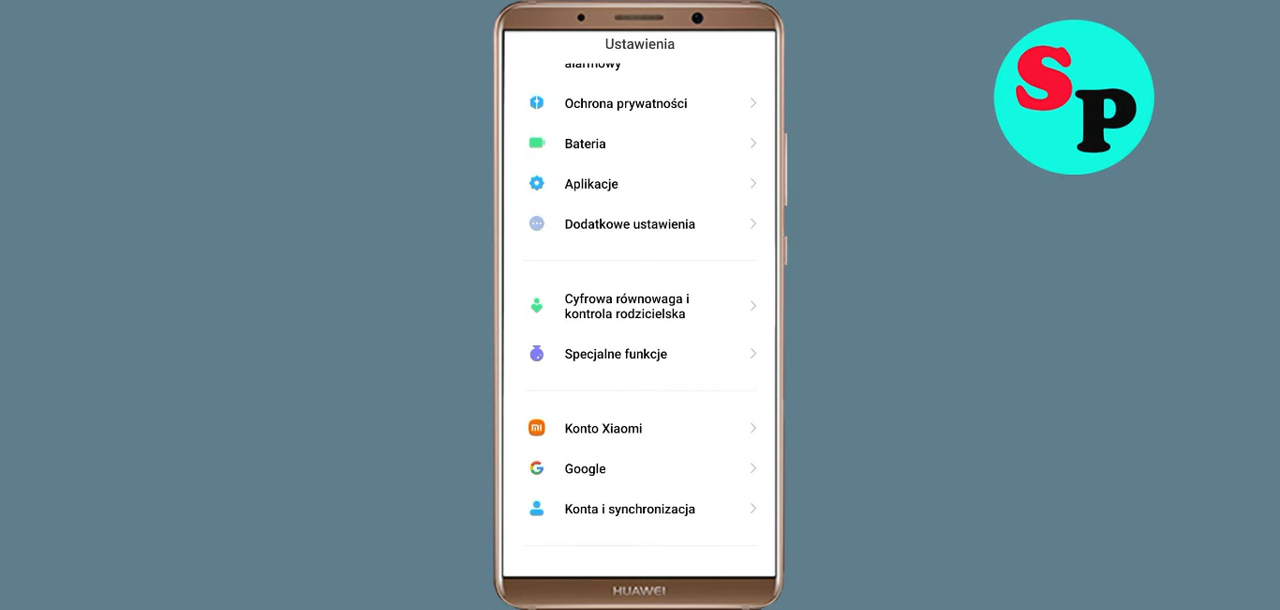 Ustawienia
alarmowy
Ochrona prywatności
Bateria
Aplikacje
Dodatkowe ustawienia
Cyfrowa równowaga i
kontrola rodzicielska
Specjalne funkcje
mi
Konto Xiaomi
Google
Konta i synchronizacja
HUAWEI
SP